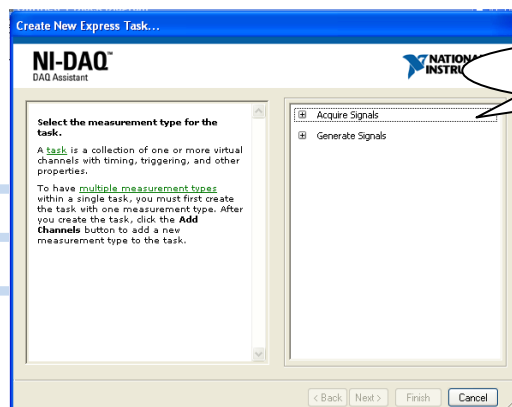 Create New Express Task...
NI-DAQ™
DAQ Assistant
NATION
INSTRU
Select the measurement type for the
task.
A task is a collection of one or more virtual
channels with timing, triggering, and other
properties.
To have multiple measurement types
within a single task, you must first create
the task with one measurement type. After
you create the task, click the Add
Channels button to add a new
measurement type to the task.
Acquire Signals
Generate Signals
< Back Next > Finish Cancel